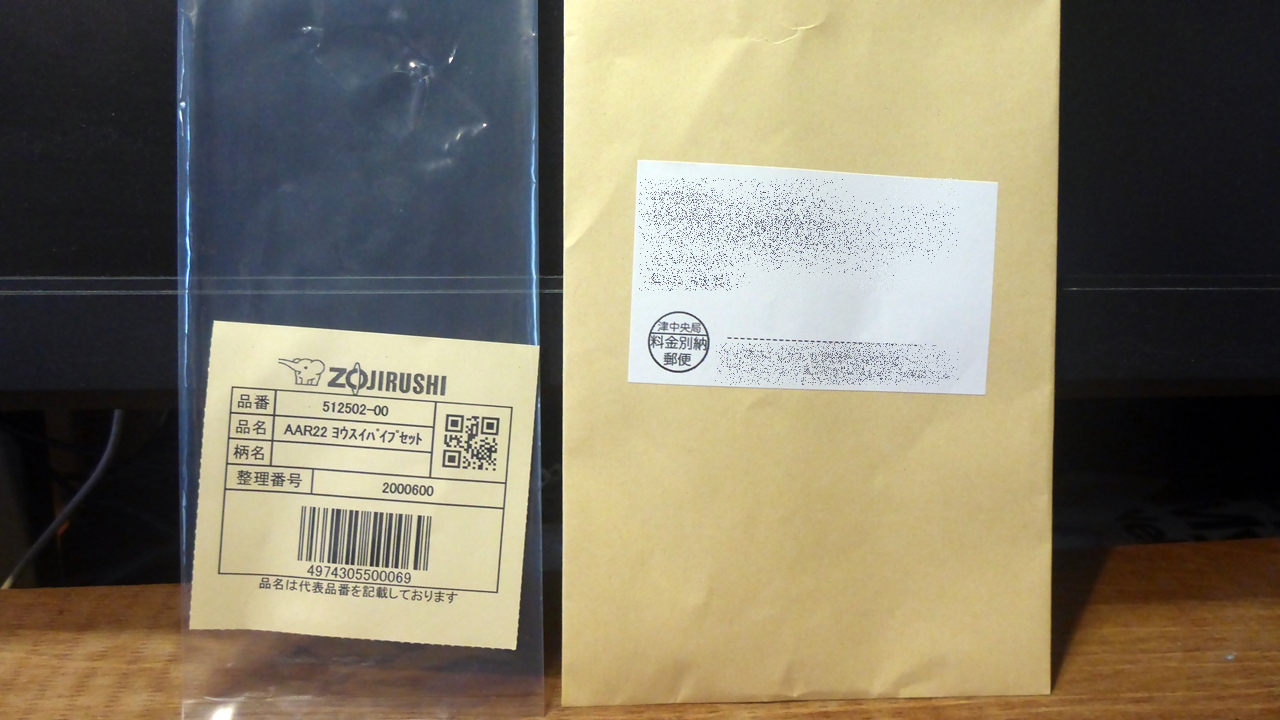 ZOJIRUSHI
品番 512502-00
品名 AAR22 ﾖｳｽｲﾊﾟｲﾌﾟｾｯﾄ
柄名
整理番号 2000600
4974305500069
品名は代表品番を記載しております
津中央局
料金別納
郵便